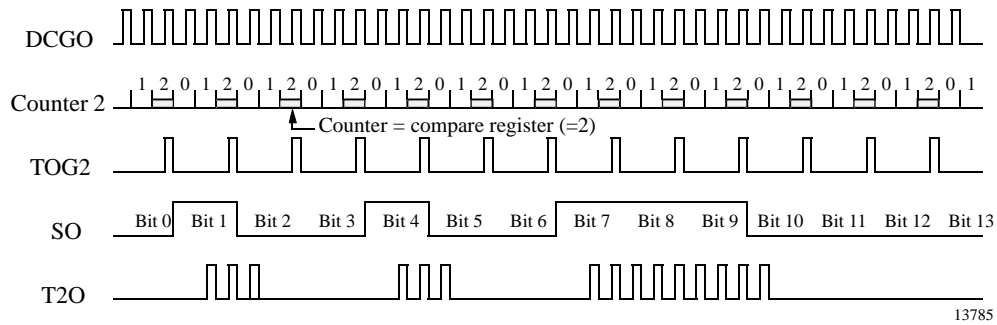 DCGO
1 2 0 1 2 0 1 2 0 1 2 0 1 2 0 1 2 0 1 2 0 1 2 0 1 2 0 1 2 0 1 2 0 1 2 0 1 2 0 1
Counter 2
Counter = compare register (=2)
TOG2
SO
Bit 0 Bit 1 Bit 2 Bit 3 Bit 4 Bit 5 Bit 6 Bit 7 Bit 8 Bit 9 Bit 10 Bit 11 Bit 12 Bit 13
T2O
13785